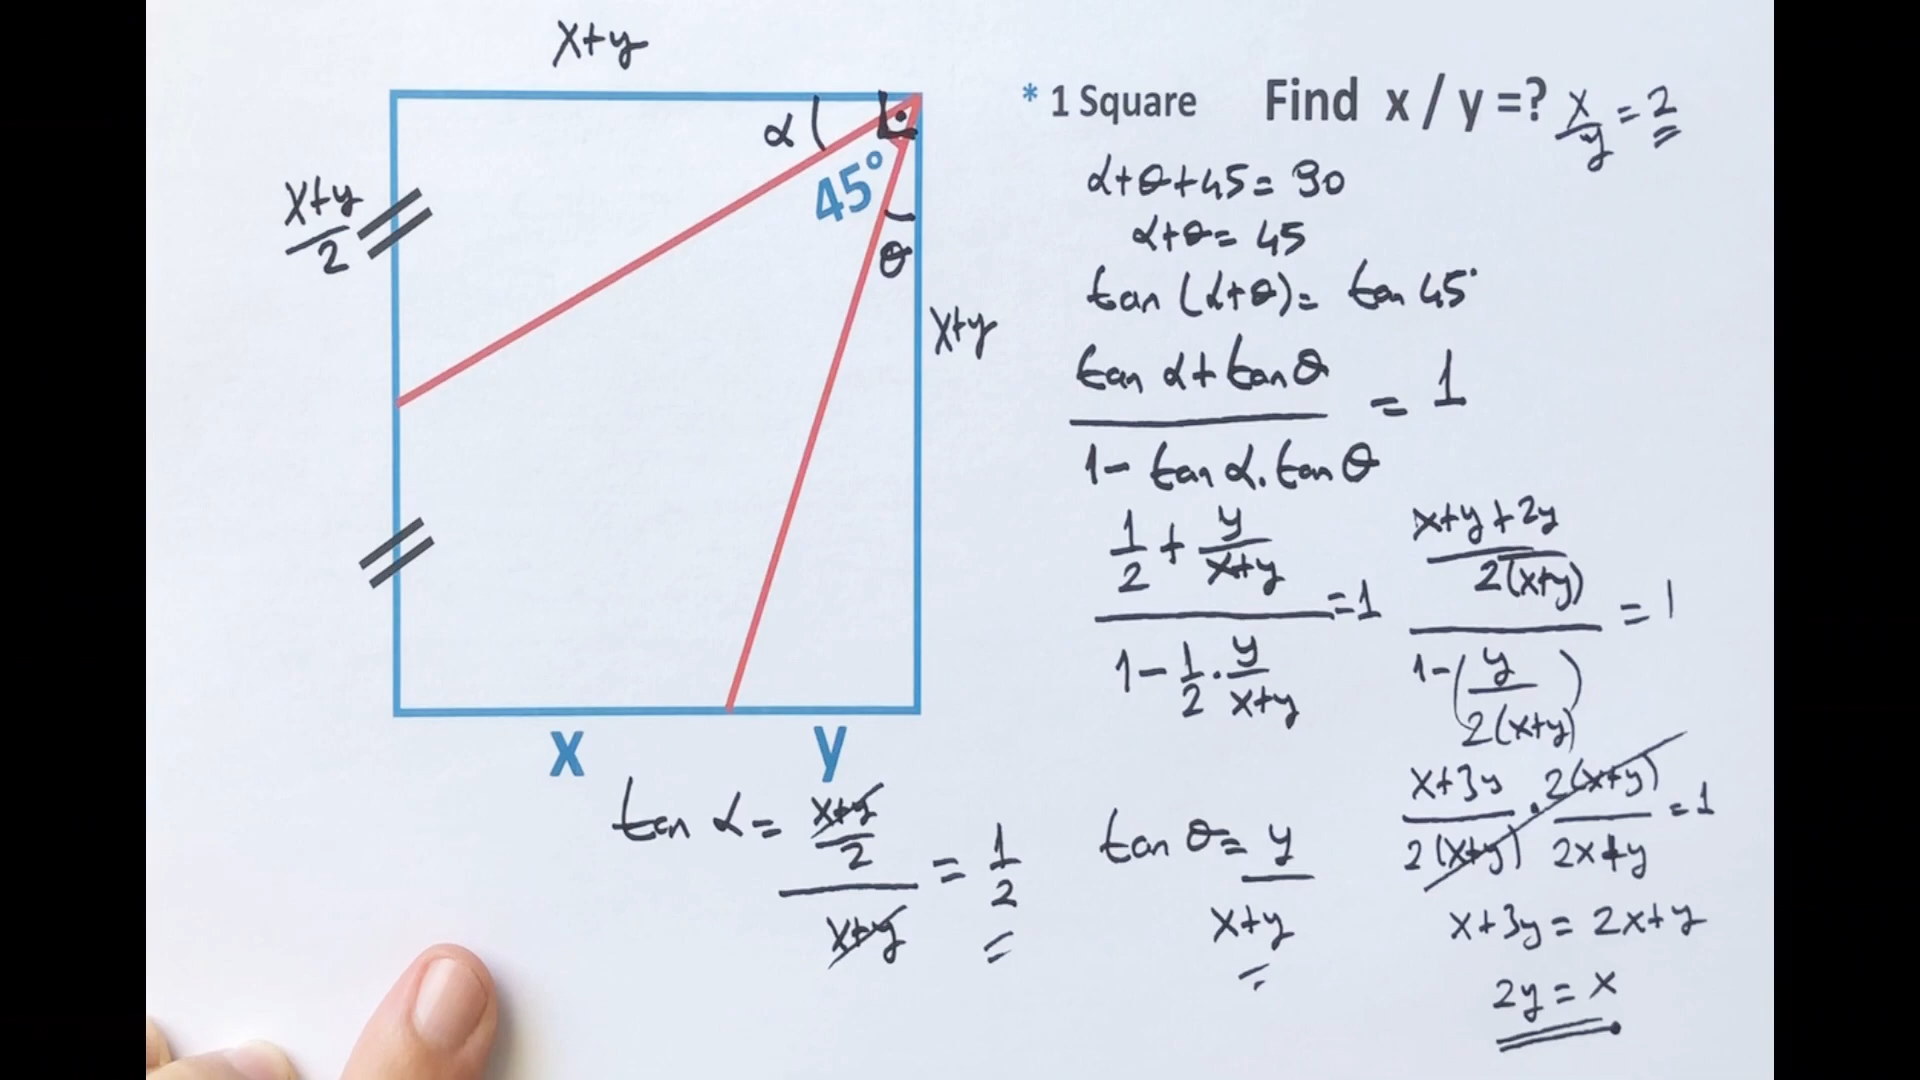 x+y
* 1 Square Find x / y =? x/y = 2
α
45°
θ
x+y/2
x+y
x
y
α+θ+45 = 90
α+θ= 45
tan (α+θ) = tan 45°
tan α + tan θ / 1 - tan α . tan θ = 1
1/2 + y/x+y / 1 - 1/2 . y/x+y = 1
x+y+2y / 2(x+y) / 1-(y / 2(x+y)) = 1
x+3y / 2(x+y) . 2(x+y) / 2x+y = 1
x+3y = 2x+y
2y = x
tan α = x+y/2 / x+y = 1/2
tan θ = y / x+y